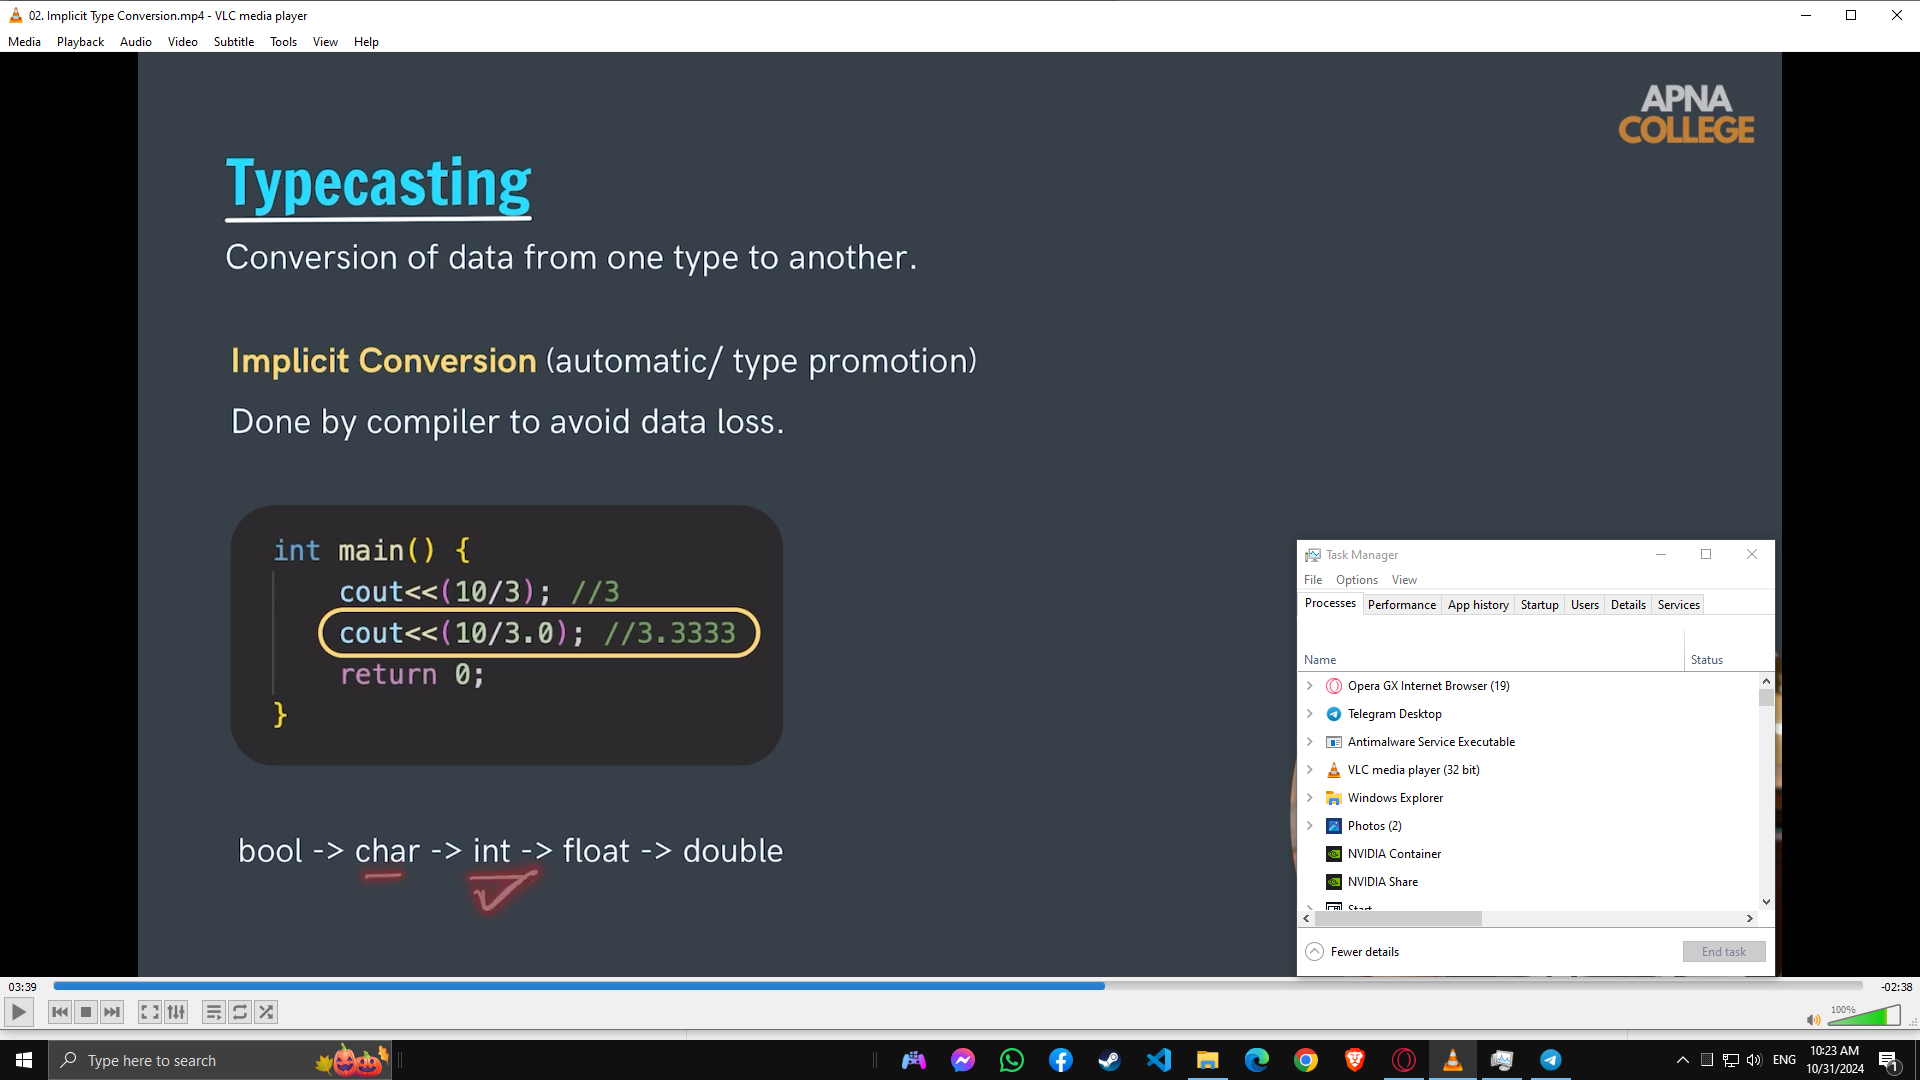 02. Implicit Type Conversion.mp4 - VLC media player
Media Playback Audio Video Subtitle Tools View Help
APNA
COLLEGE
Typecasting
Conversion of data from one type to another.
Implicit Conversion (automatic/ type promotion)
Done by compiler to avoid data loss.
int main() {
cout<<(10/3); //3
cout<<(10/3.0); //3.3333
return 0;
}
bool -> char -> int -> float -> double
Task Manager
File Options View
Processes Performance App history Startup Users Details Services
Name Status
Opera GX Internet Browser (19)
Telegram Desktop
Antimalware Service Executable
VLC media player (32 bit)
Windows Explorer
Photos (2)
NVIDIA Container
NVIDIA Share
Start
Fewer details End task
03:39 -02:38
100%
Type here to search
ENG
10:23 AM
10/31/2024
1